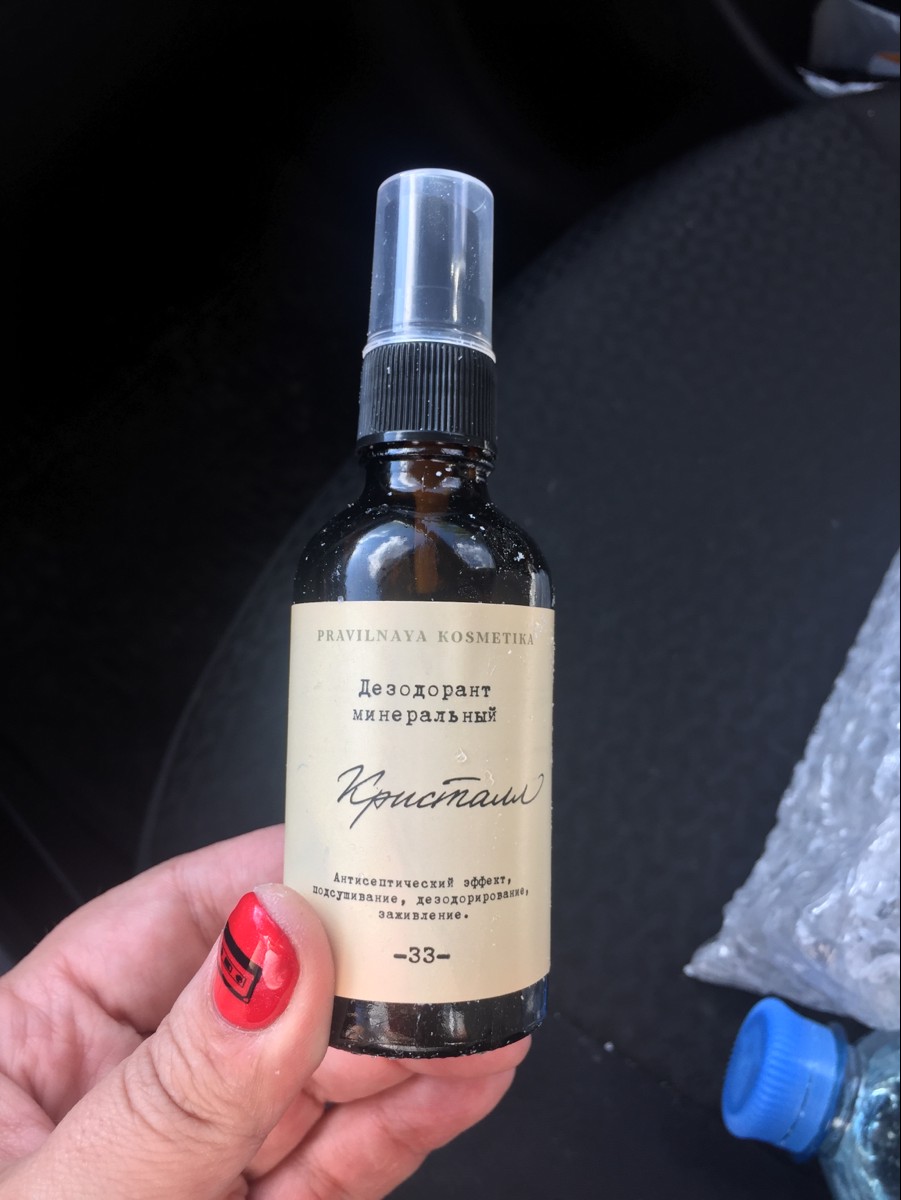 PRAVILNAYA KOSMETIKA
Дезодорант
минеральный
Кристалл
Антисептический эффект,
подсушивание, дезодорирование,
заживление.
—33—